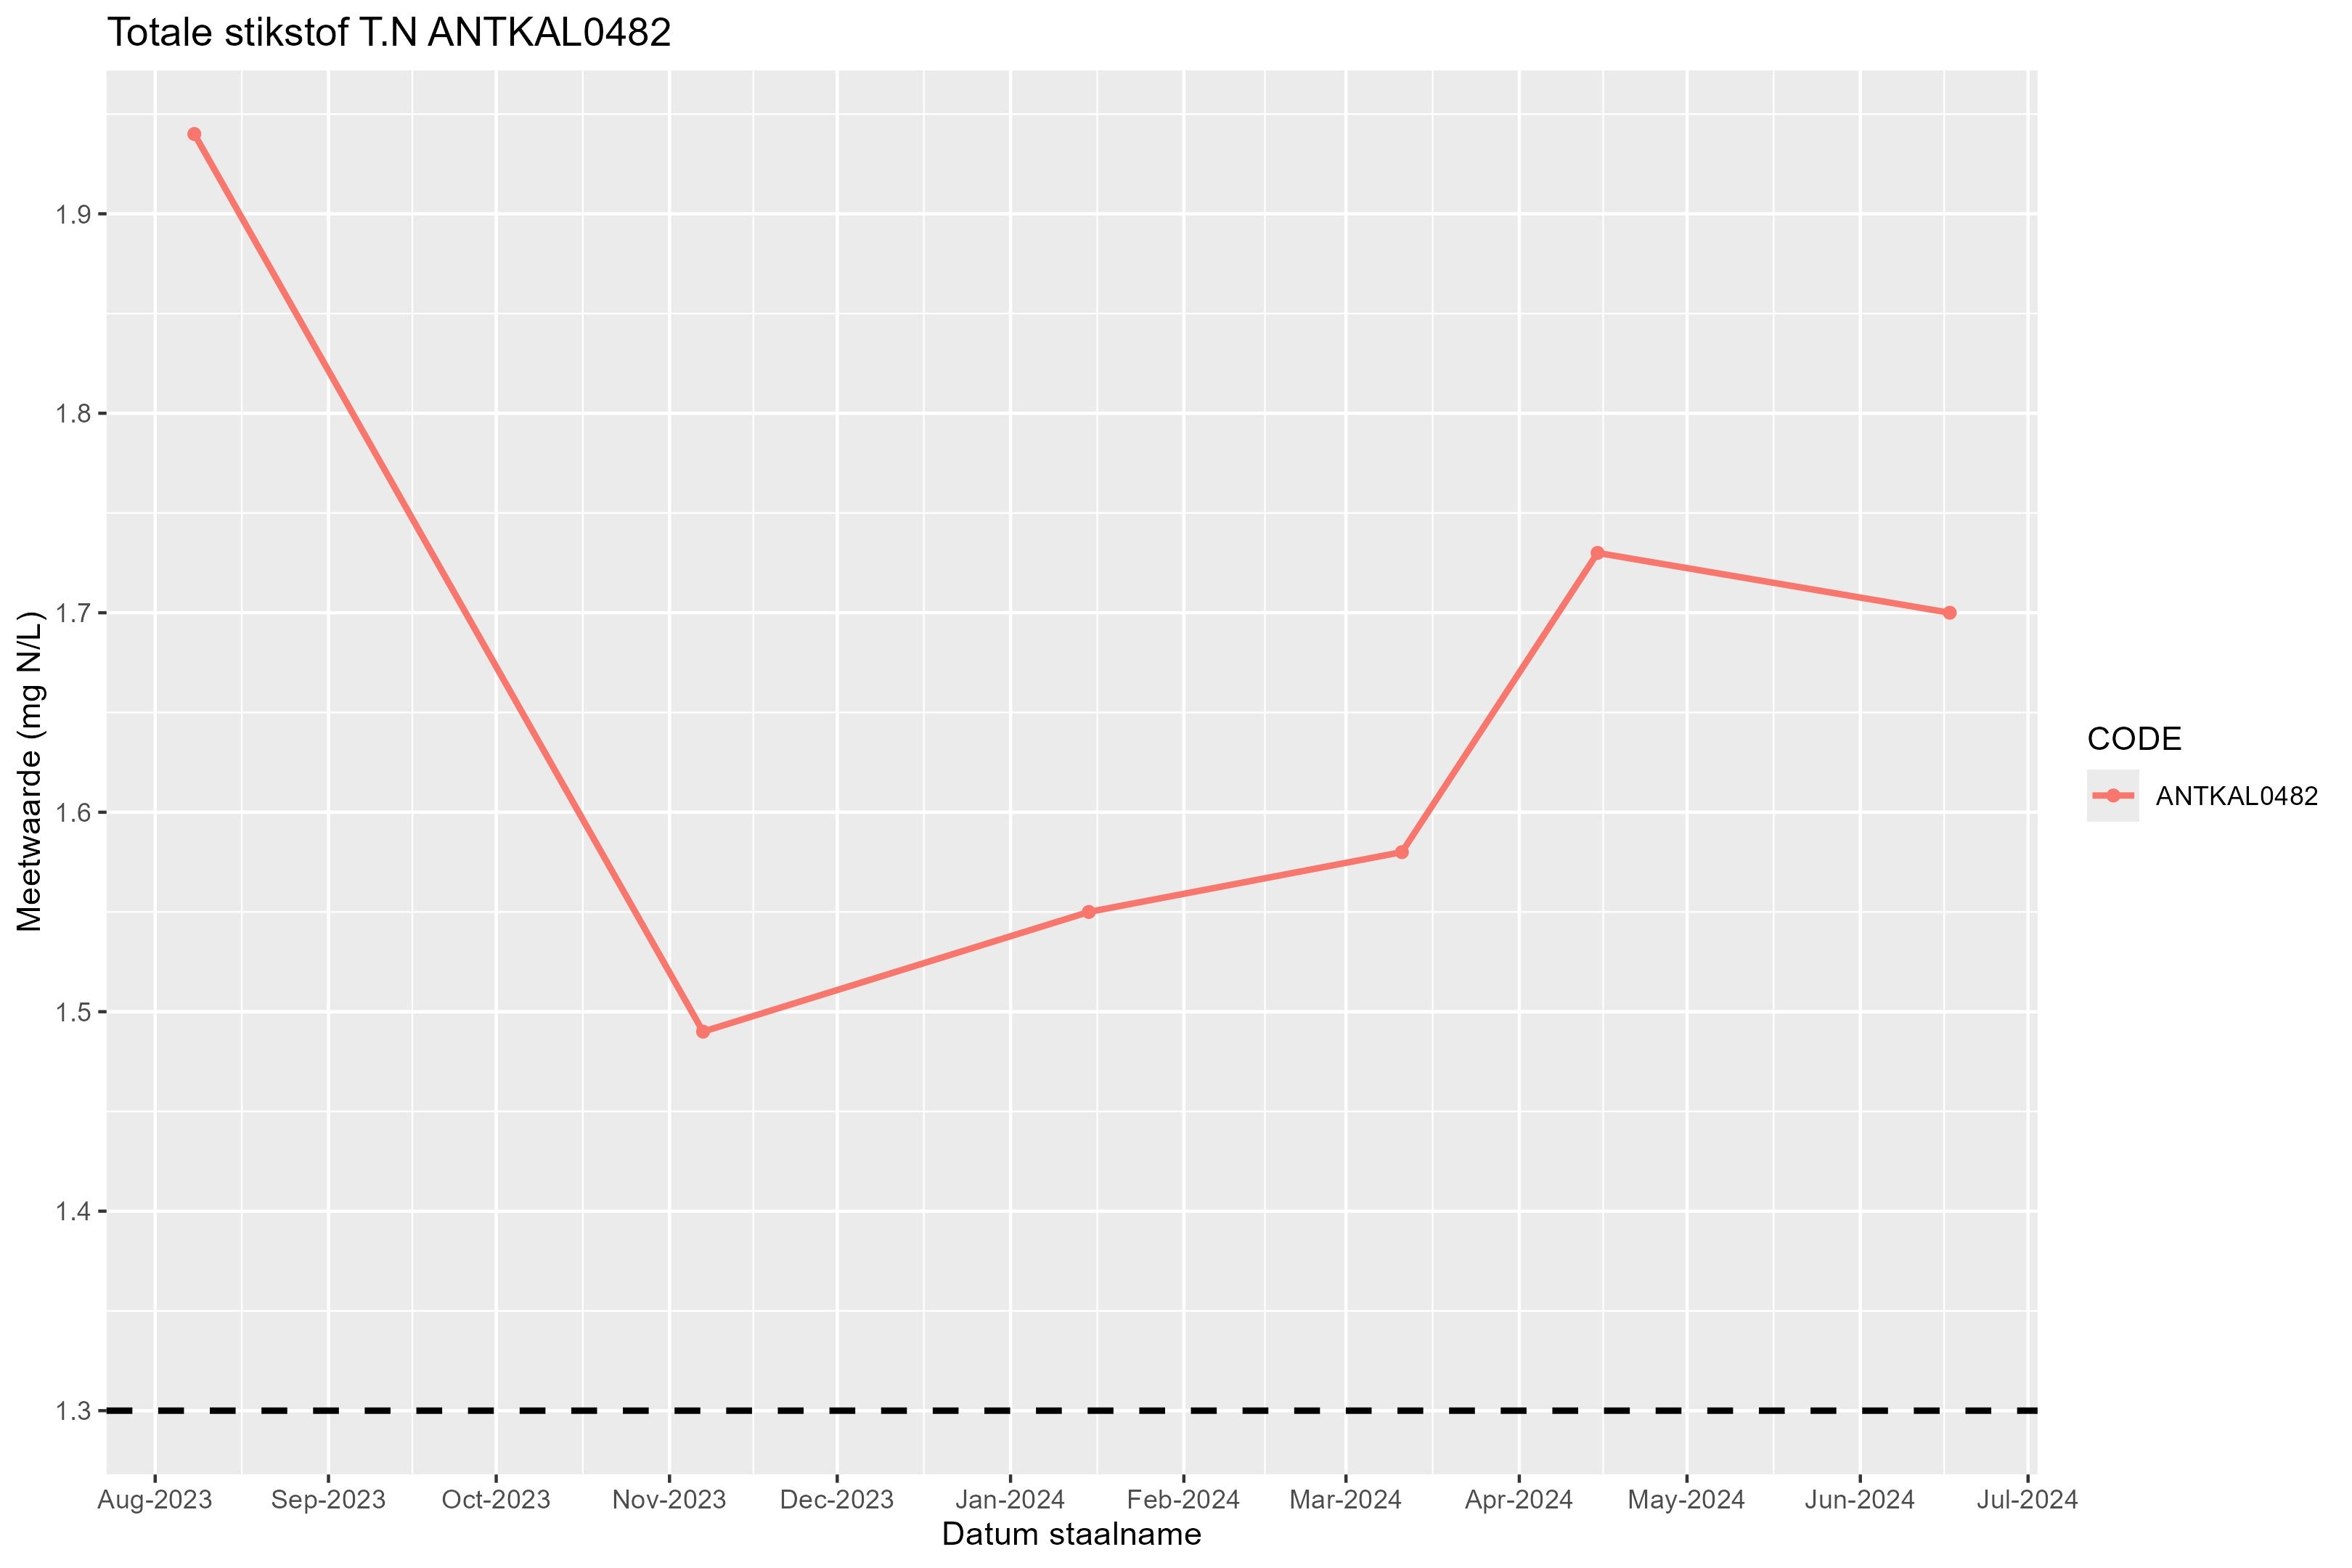 Totale stikstof T.N ANTKAL0482
Meetwaarde (mg N/L)
1.9
1.8
1.7
1.6
1.5
1.4
1.3
Aug-2023 Sep-2023 Oct-2023 Nov-2023 Dec-2023 Jan-2024 Feb-2024 Mar-2024 Apr-2024 May-2024 Jun-2024 Jul-2024
Datum staalname
CODE
ANTKAL0482